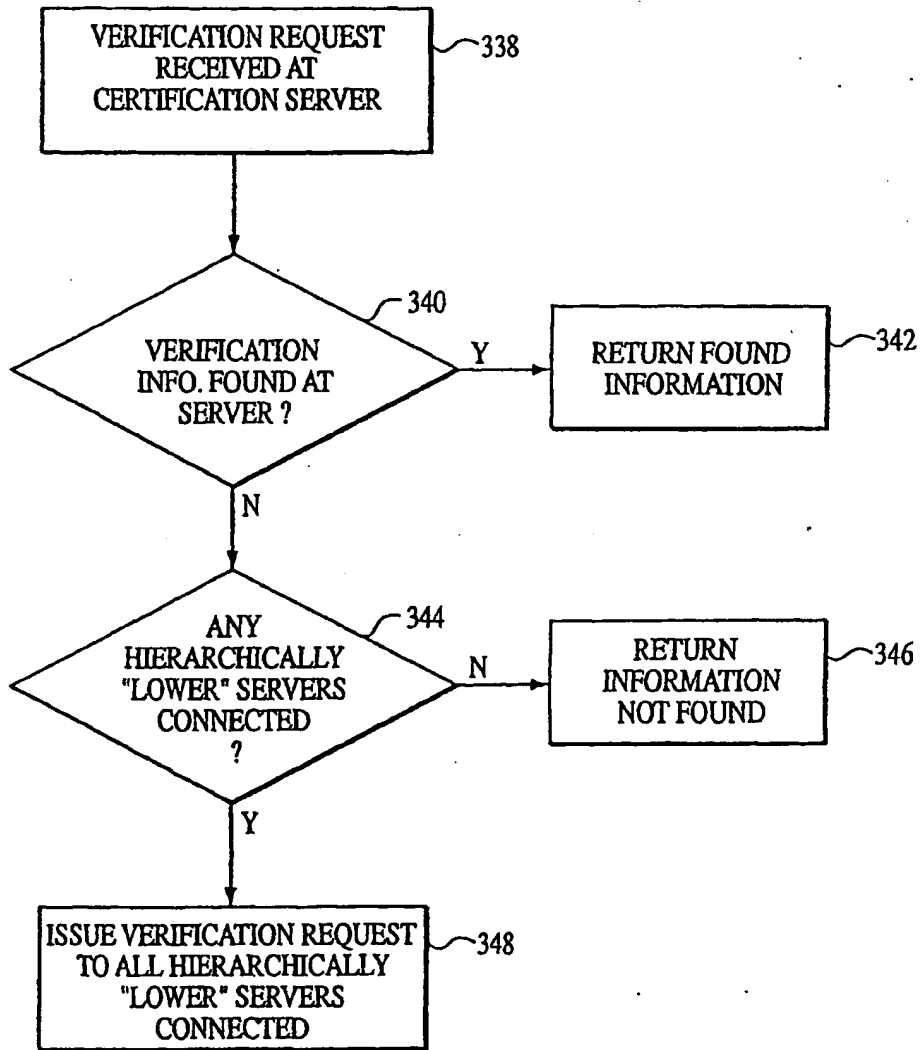 VERIFICATION REQUEST
RECEIVED AT
CERTIFICATION SERVER
338
340
VERIFICATION
INFO. FOUND AT
SERVER ?
Y
RETURN FOUND
INFORMATION
342
N
ANY
HIERARCHICALLY
"LOWER" SERVERS
CONNECTED
?
344
N
RETURN
INFORMATION
NOT FOUND
346
Y
ISSUE VERIFICATION REQUEST
TO ALL HIERARCHICALLY
"LOWER" SERVERS
CONNECTED
348